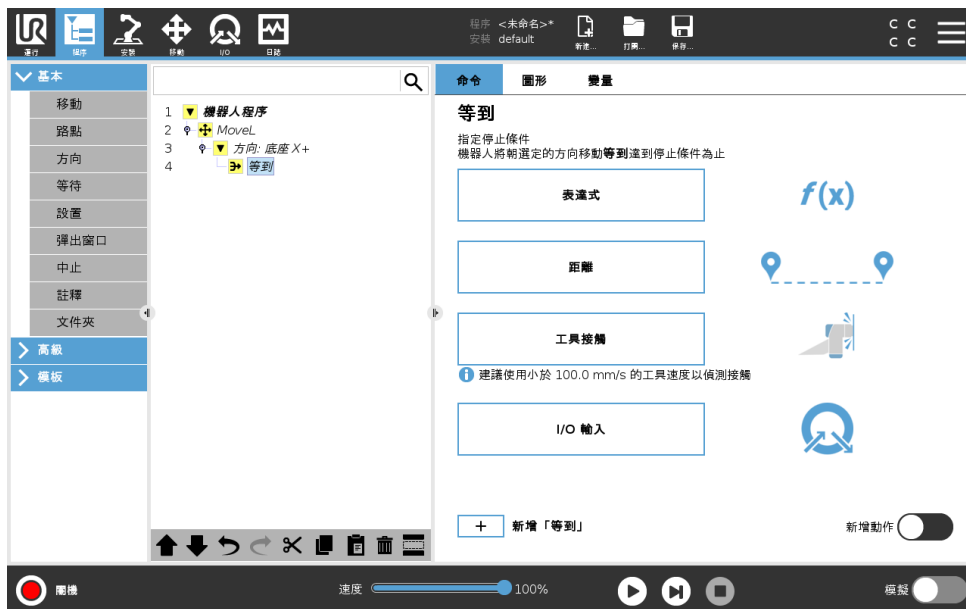 程序 <未命名>*
安裝 default
新建... 打開... 保存...
C C
C C
運行 程序 安裝 移動 I/O 日誌
基本
移動
路點
方向
等待
設置
彈出窗口
中止
註釋
文件夾
高級
模板
1 機器人程序
2 MoveL
3 方向: 底座 X+
4 等到
命令 圖形 變量
等到
指定停止條件
機器人將朝選定的方向移動等到達到停止條件為止
表達式
f(x)
距離
工具接觸
建議使用小於 100.0 mm/s 的工具速度以偵測接觸
I/O 輸入
+ 新增「等到」
新增動作
關機
速度 100%
模擬